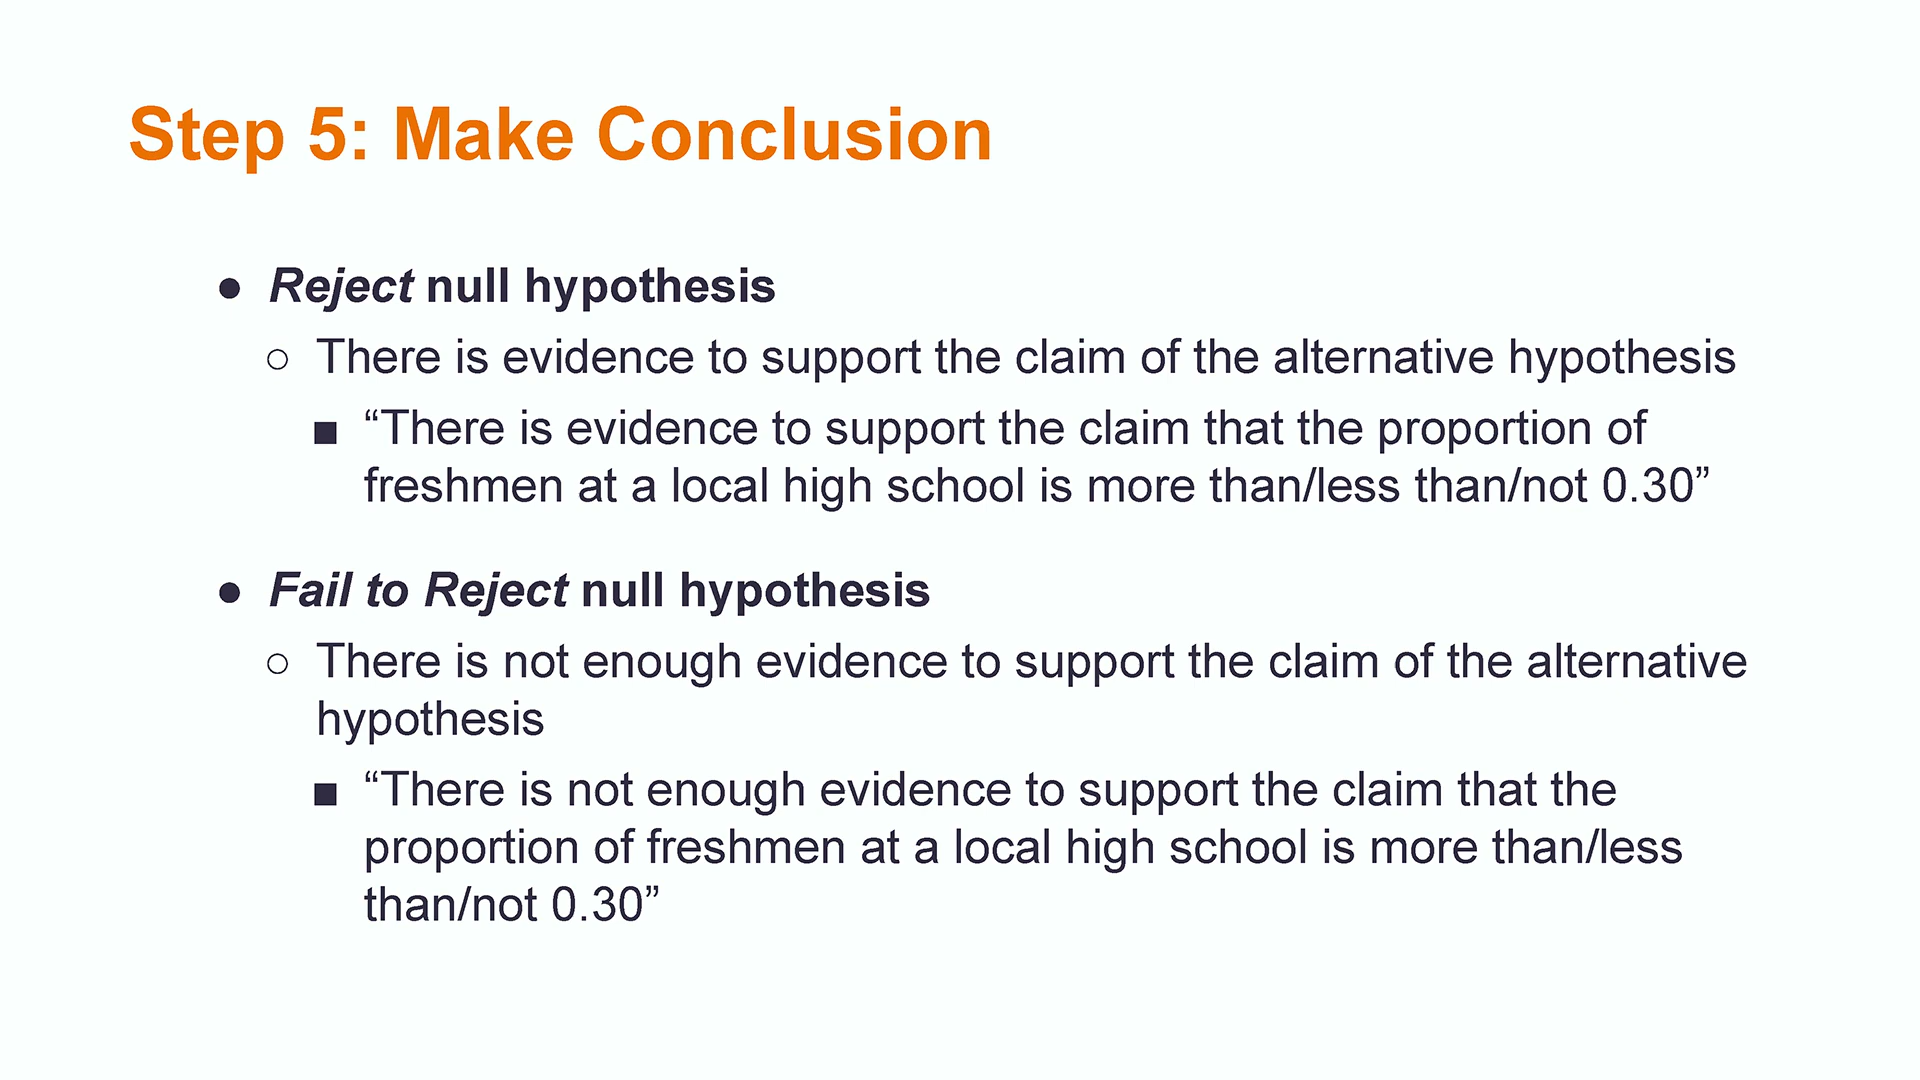 Step 5: Make Conclusion
● Reject null hypothesis
○ There is evidence to support the claim of the alternative hypothesis
■ “There is evidence to support the claim that the proportion of
freshmen at a local high school is more than/less than/not 0.30”
● Fail to Reject null hypothesis
○ There is not enough evidence to support the claim of the alternative
hypothesis
■ “There is not enough evidence to support the claim that the
proportion of freshmen at a local high school is more than/less
than/not 0.30”